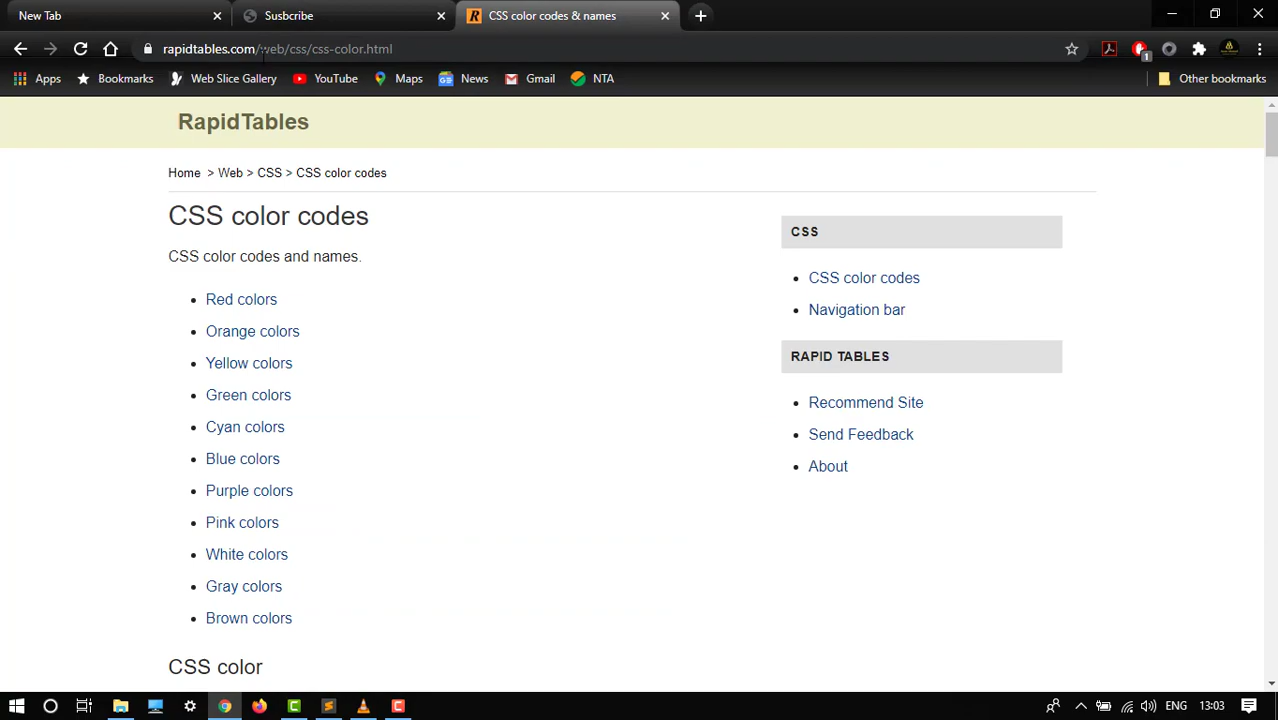 New Tab
Susbcribe
CSS color codes & names
rapidtables.com/web/css/css-color.html
1
Apps
Bookmarks
Web Slice Gallery
YouTube
Maps
News
Gmail
NTA
Other bookmarks
RapidTables
Home > Web > CSS > CSS color codes
CSS color codes
CSS color codes and names.
Red colors
Orange colors
Yellow colors
Green colors
Cyan colors
Blue colors
Purple colors
Pink colors
White colors
Gray colors
Brown colors
CSS color
CSS
CSS color codes
Navigation bar
RAPID TABLES
Recommend Site
Send Feedback
About
ENG
13:03